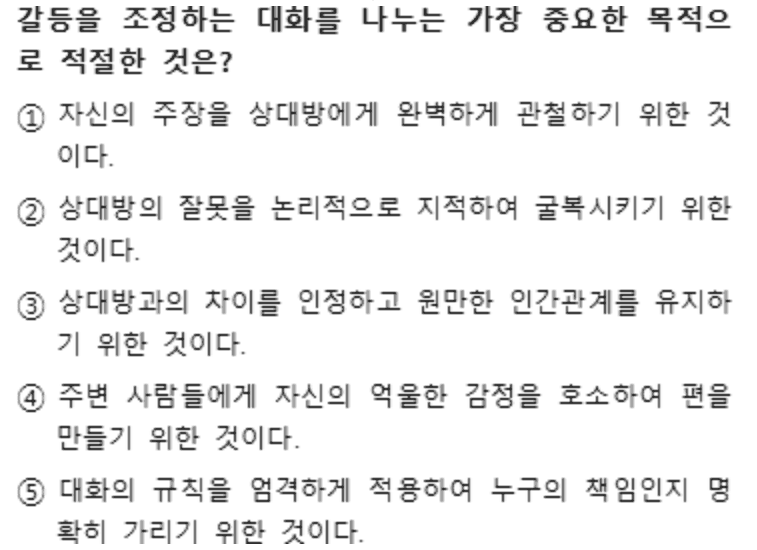 갈등을 조정하는 대화를 나누는 가장 중요한 목적으
로 적절한 것은?
① 자신의 주장을 상대방에게 완벽하게 관철하기 위한 것
이다.
② 상대방의 잘못을 논리적으로 지적하여 굴복시키기 위한
것이다.
③ 상대방과의 차이를 인정하고 원만한 인간관계를 유지하
기 위한 것이다.
④ 주변 사람들에게 자신의 억울한 감정을 호소하여 편을
만들기 위한 것이다.
⑤ 대화의 규칙을 엄격하게 적용하여 누구의 책임인지 명
확히 가리기 위한 것이다.